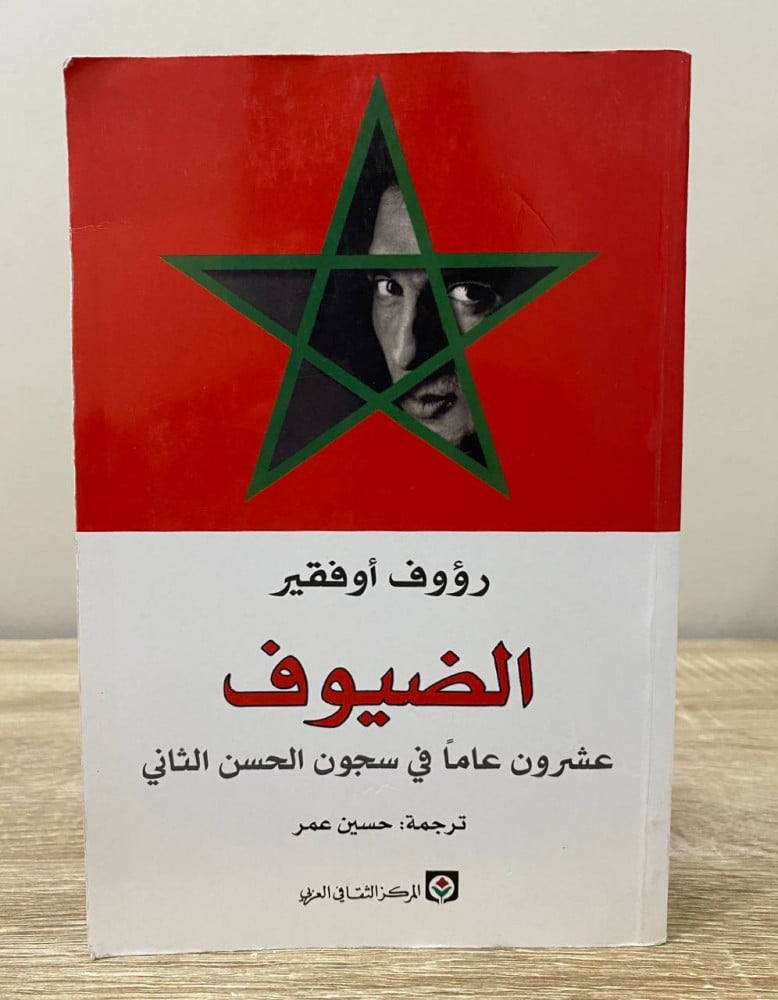 رؤوف أوفقير
الضيوف
عشرون عاماً في سجون الحسن الثاني
ترجمة: حسين عمر
المركز الثقافي العربي